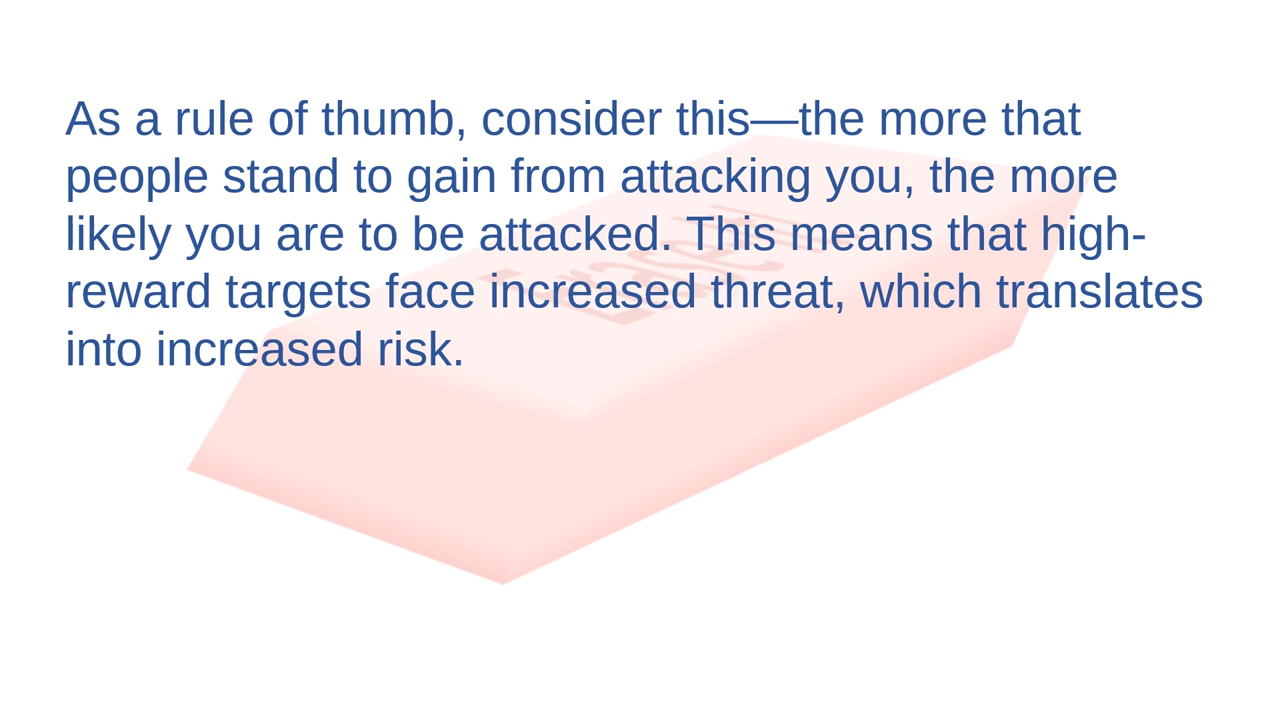 As a rule of thumb, consider this—the more that
people stand to gain from attacking you, the more
likely you are to be attacked. This means that high-
reward targets face increased threat, which translates
into increased risk.